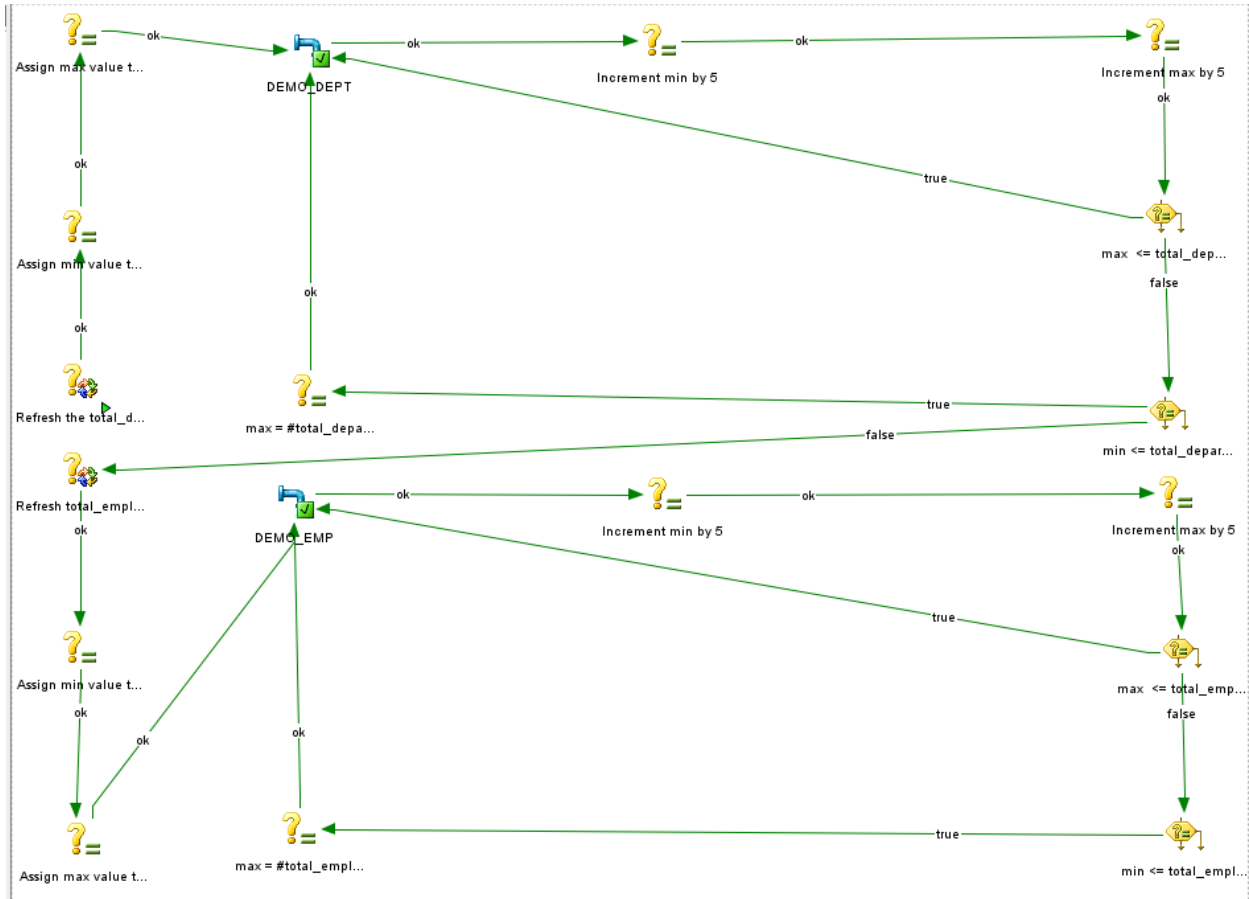 ok
ok
ok
Assign max value t...
DEMO_DEPT
Increment min by 5
Increment max by 5
ok
ok
true
Assign min value t...
max <= total_dep...
false
ok
ok
true
Refresh the total_d...
max = #total_depa...
false
min <= total_depar...
Refresh total_empl...
ok
ok
ok
DEMO_EMP
Increment min by 5
Increment max by 5
ok
true
Assign min value t...
max <= total_emp...
ok
false
ok
ok
true
Assign max value t...
max = #total_empl...
min <= total_empl...